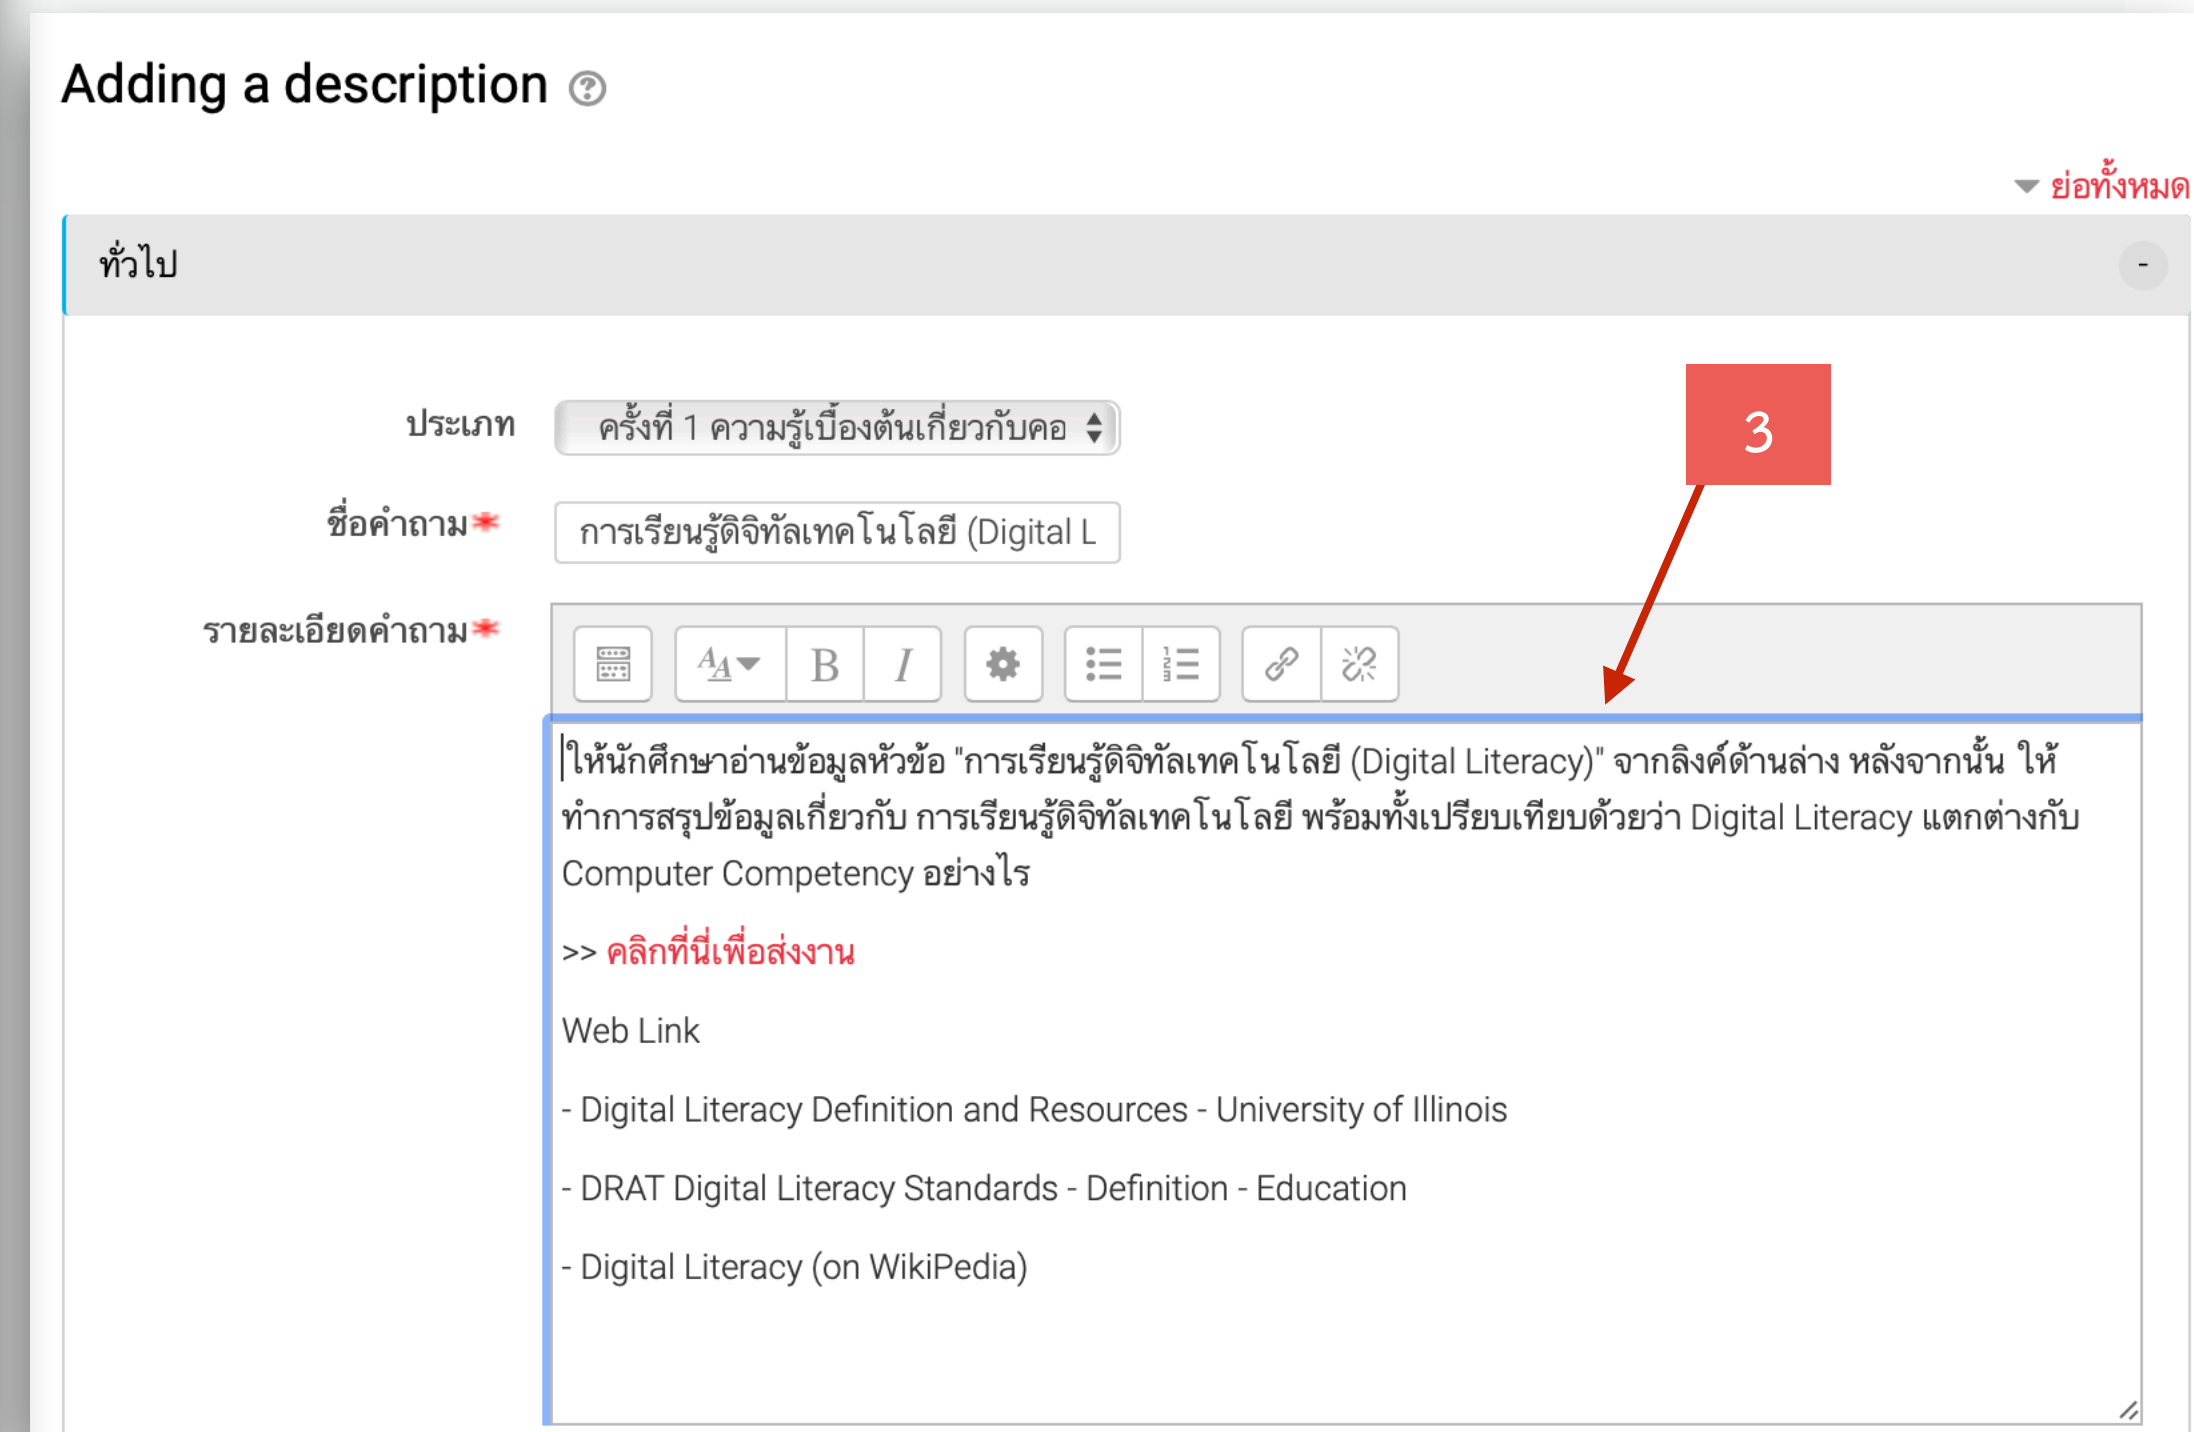 Adding a description
ย่อทั้งหมด
ทั่วไป
-
ประเภท
ครั้งที่ 1 ความรู้เบื้องต้นเกี่ยวกับคอ
3
ชื่อคำถาม*
การเรียนรู้ดิจิทัลเทคโนโลยี (Digital L
รายละเอียดคำถาม*
B I
ให้นักศึกษาอ่านข้อมูลหัวข้อ "การเรียนรู้ดิจิทัลเทคโนโลยี (Digital Literacy)" จากลิงค์ด้านล่าง หลังจากนั้น ให้
ทำการสรุปข้อมูลเกี่ยวกับ การเรียนรู้ดิจิทัลเทคโนโลยี พร้อมทั้งเปรียบเทียบด้วยว่า Digital Literacy แตกต่างกับ
Computer Competency อย่างไร
>> คลิกที่นี่เพื่อส่งงาน
Web Link
- Digital Literacy Definition and Resources - University of Illinois
- DRAT Digital Literacy Standards - Definition - Education
- Digital Literacy (on WikiPedia)